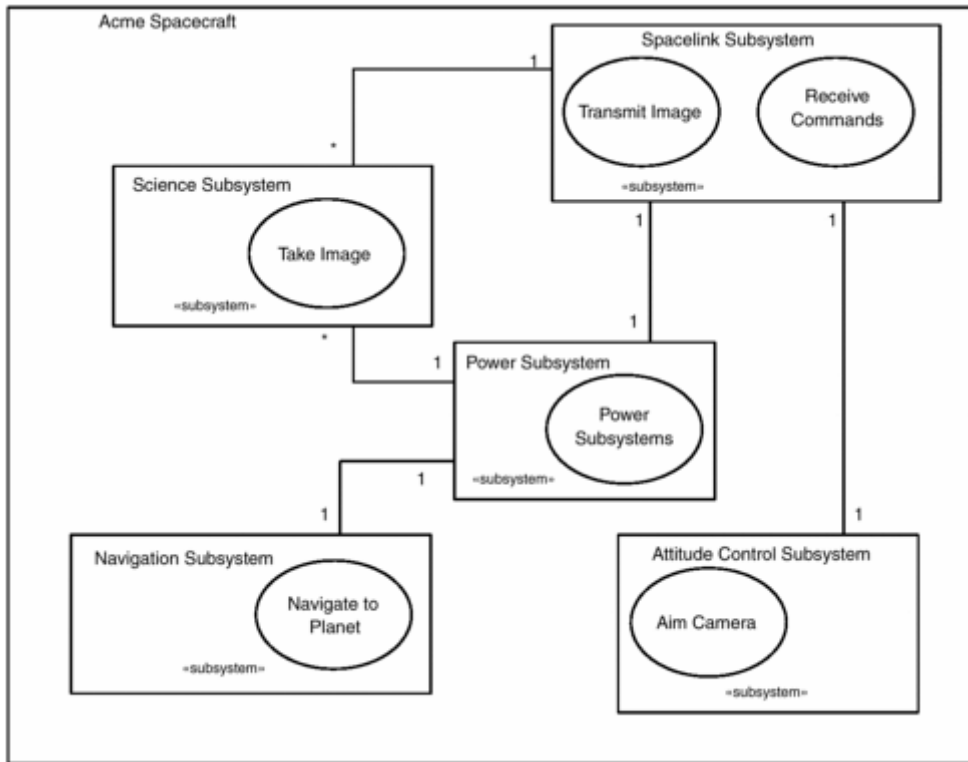 Acme Spacecraft
Spacelink Subsystem
1
Transmit Image
Receive
Commands
«subsystem»
*
Science Subsystem
Take Image
«subsystem»
1
1
*
1
1
Power Subsystem
Power
Subsystems
«subsystem»
1
1
1
Navigation Subsystem
Navigate to
Planet
«subsystem»
Attitude Control Subsystem
Aim Camera
«subsystem»